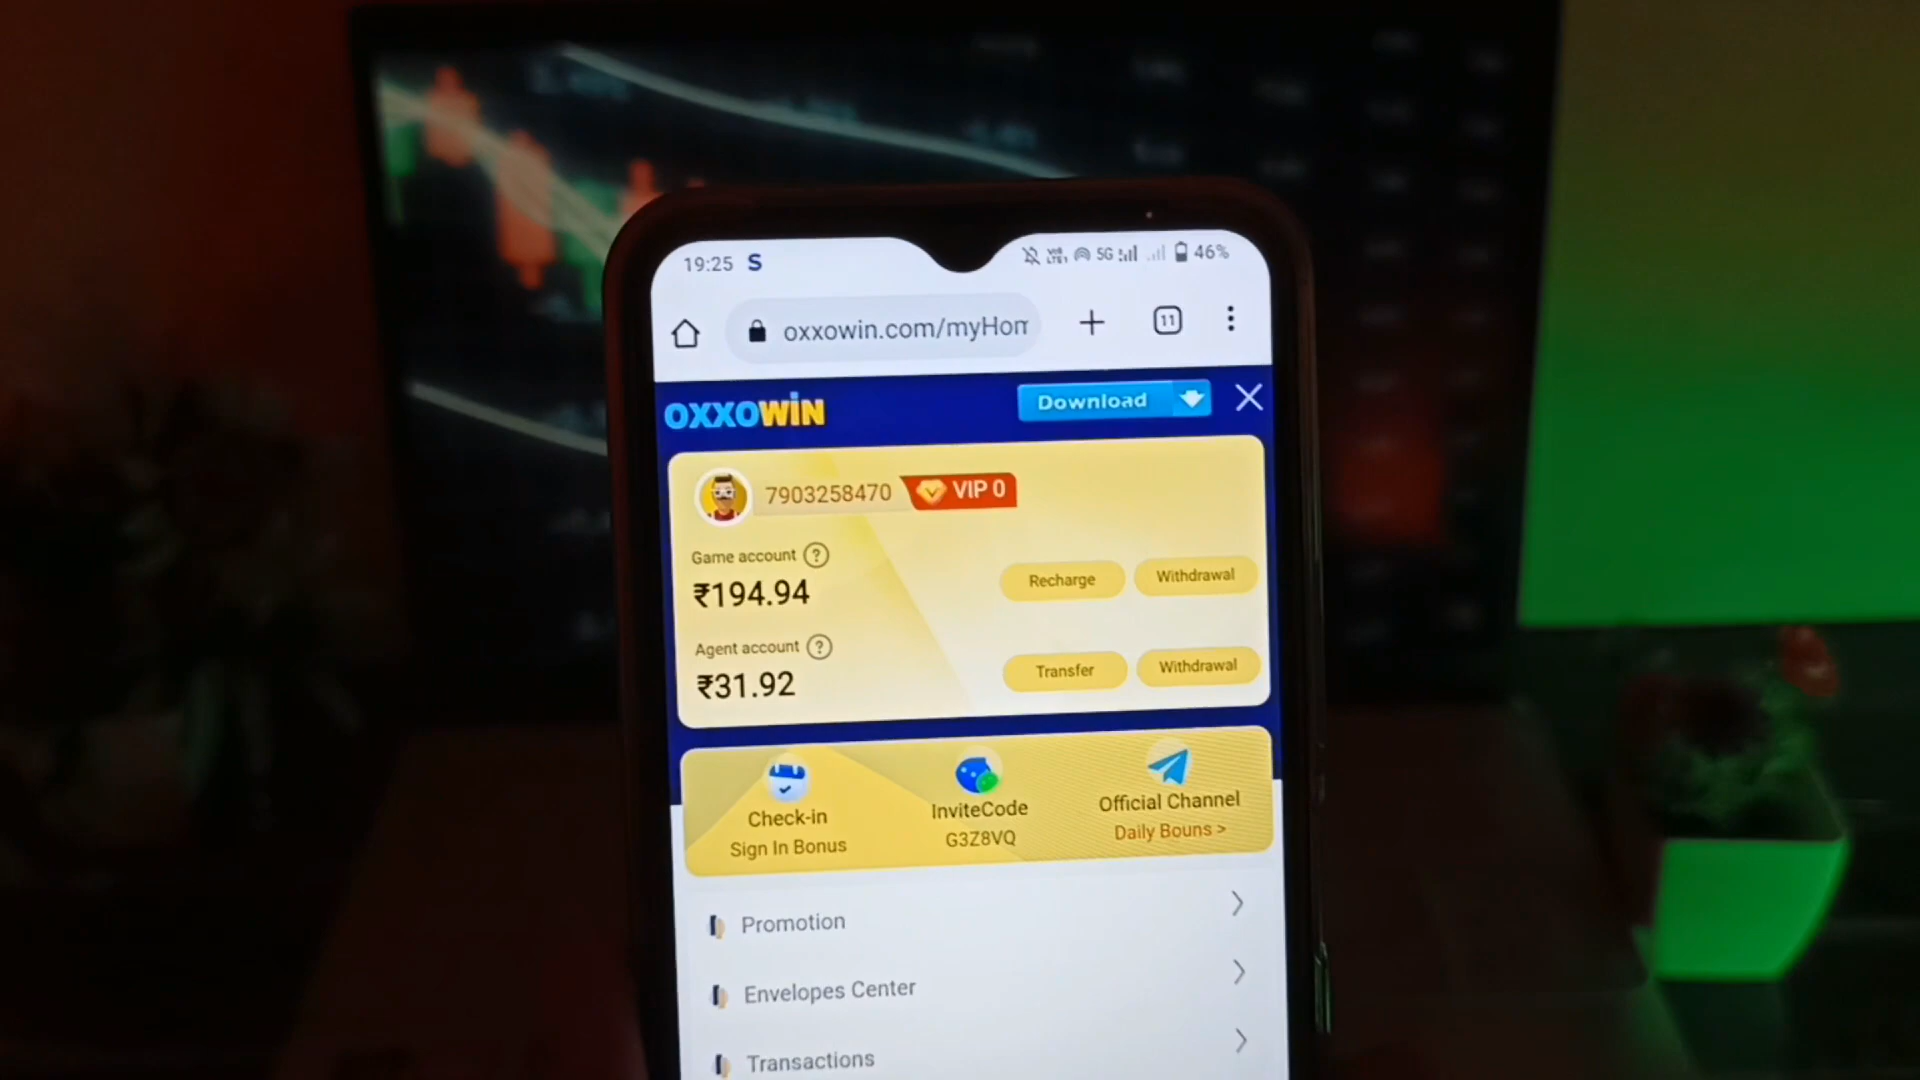 19:25 S 5G 46%
oxxowin.com/myHom
11
OXXOWIN Download
7903258470 VIP 0
Game account ?
₹194.94 Recharge Withdrawal
Agent account ?
₹31.92 Transfer Withdrawal
Check-in InviteCode Official Channel
Sign In Bonus G3Z8VQ Daily Bouns >
Promotion
Envelopes Center
Transactions